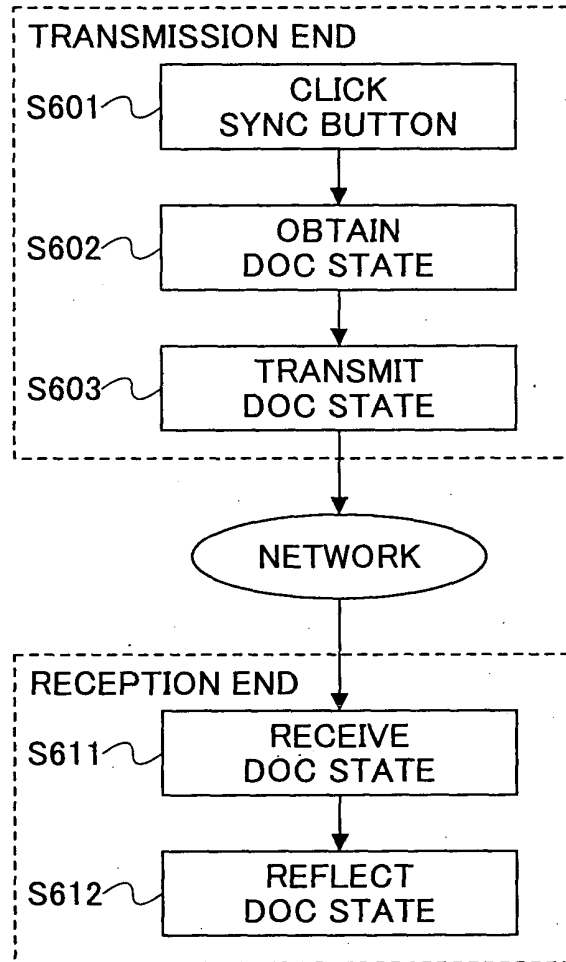 TRANSMISSION END
S601
CLICK
SYNC BUTTON
S602
OBTAIN
DOC STATE
S603
TRANSMIT
DOC STATE
NETWORK
RECEPTION END
S611
RECEIVE
DOC STATE
S612
REFLECT
DOC STATE